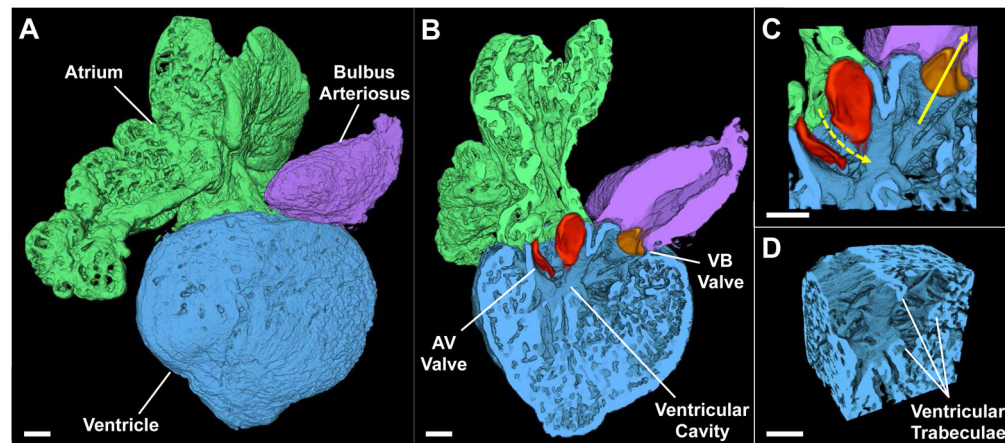 A
Atrium
Bulbus
Arteriosus
Ventricle
B
VB
Valve
AV
Valve
Ventricular
Cavity
C
D
Ventricular
Trabeculae